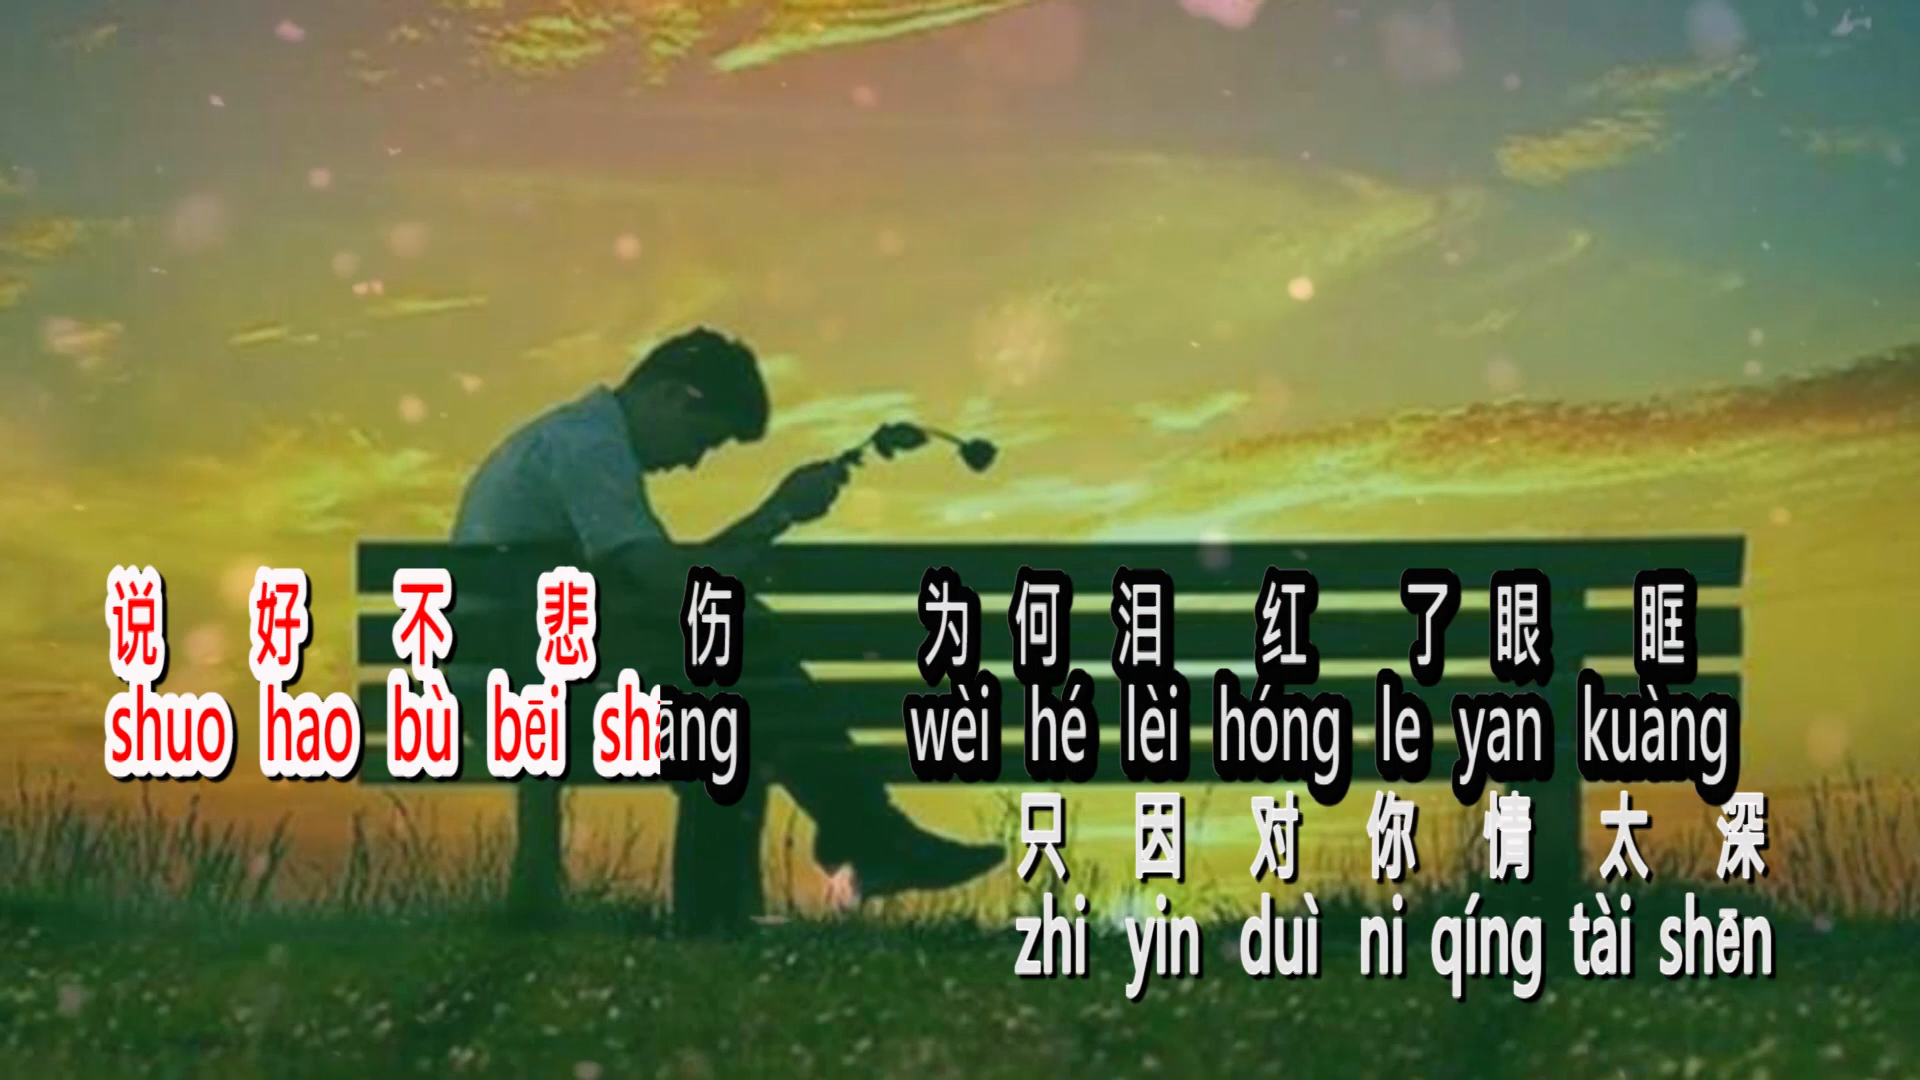 说 好 不 悲 伤 为 何 泪 红 了 眼 眶
shuo hao bù bēi shāng wèi hé lèi hóng le yan kuàng
只 因 对 你 情 太 深
zhi yin duì ni qíng tài shēn